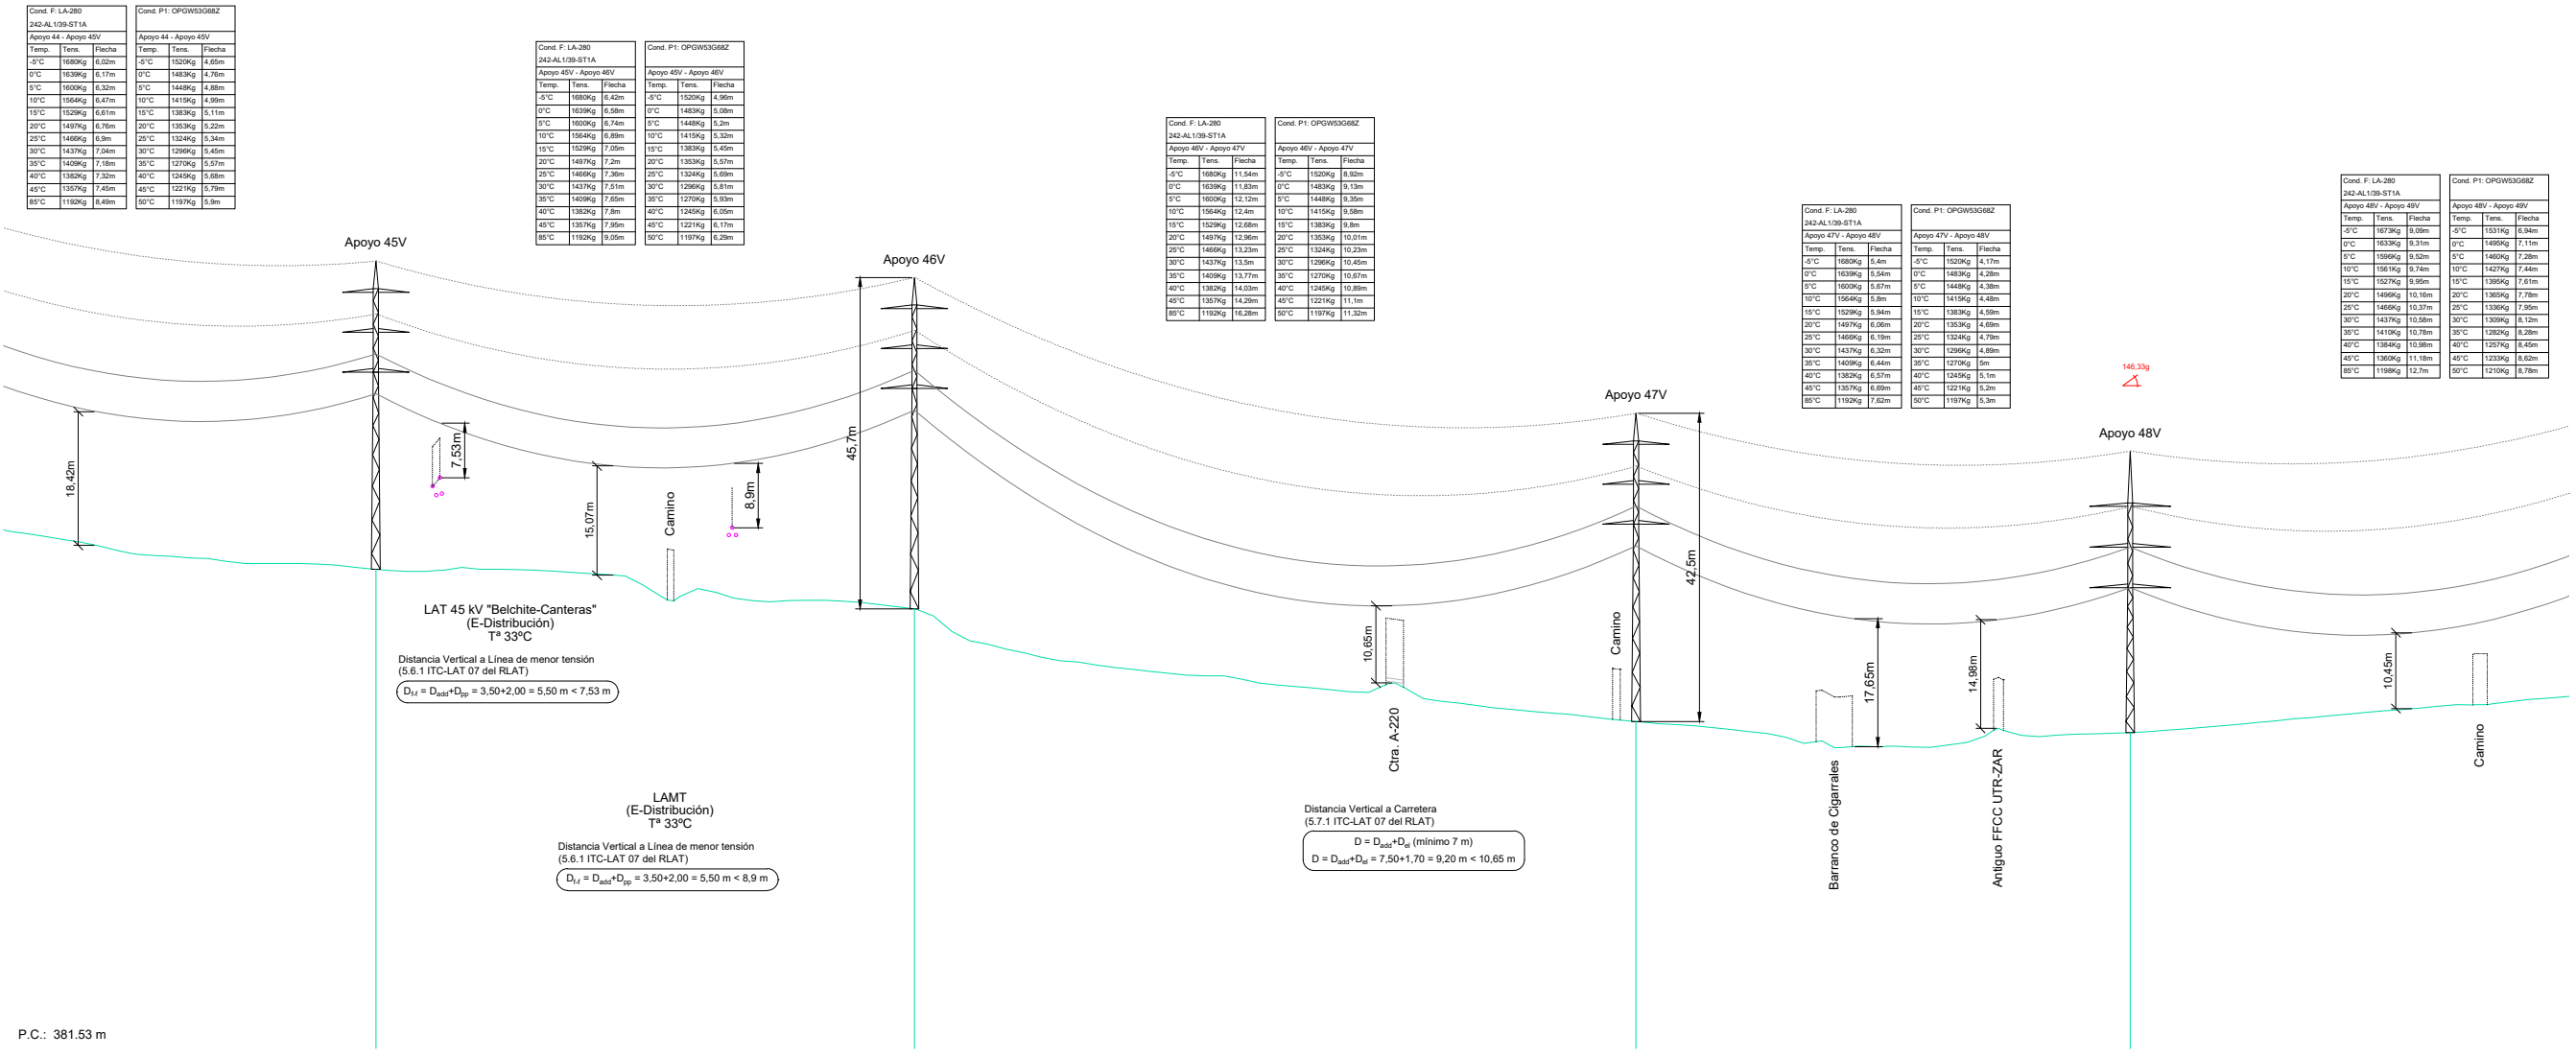 Cond. F: LA-280
242-AL1/39-ST1A
Apoyo 44 - Apoyo 45V
Temp. Tens. Flecha
-5°C 1680Kg 6,02m
0°C 1639Kg 6,17m
5°C 1600Kg 6,32m
10°C 1564Kg 6,47m
15°C 1529Kg 6,61m
20°C 1497Kg 6,76m
25°C 1466Kg 6,9m
30°C 1437Kg 7,04m
35°C 1409Kg 7,18m
40°C 1382Kg 7,32m
45°C 1357Kg 7,45m
85°C 1192Kg 8,49m
Cond. P1: OPGW53G68Z
Apoyo 44 - Apoyo 45V
Temp. Tens. Flecha
-5°C 1520Kg 4,65m
0°C 1483Kg 4,76m
5°C 1448Kg 4,88m
10°C 1415Kg 4,99m
15°C 1383Kg 5,11m
20°C 1353Kg 5,22m
25°C 1324Kg 5,34m
30°C 1296Kg 5,45m
35°C 1270Kg 5,57m
40°C 1245Kg 5,68m
45°C 1221Kg 5,79m
50°C 1197Kg 5,9m
Cond. F: LA-280
242-AL1/39-ST1A
Apoyo 45V - Apoyo 46V
Temp. Tens. Flecha
-5°C 1680Kg 6,42m
0°C 1639Kg 6,58m
5°C 1600Kg 6,74m
10°C 1564Kg 6,89m
15°C 1529Kg 7,05m
20°C 1497Kg 7,2m
25°C 1466Kg 7,36m
30°C 1437Kg 7,51m
35°C 1409Kg 7,65m
40°C 1382Kg 7,8m
45°C 1357Kg 7,95m
85°C 1192Kg 9,05m
Cond. P1: OPGW53G68Z
Apoyo 45V - Apoyo 46V
Temp. Tens. Flecha
-5°C 1520Kg 4,96m
0°C 1483Kg 5,08m
5°C 1448Kg 5,2m
10°C 1415Kg 5,32m
15°C 1383Kg 5,45m
20°C 1353Kg 5,57m
25°C 1324Kg 5,69m
30°C 1296Kg 5,81m
35°C 1270Kg 5,93m
40°C 1245Kg 6,05m
45°C 1221Kg 6,17m
50°C 1197Kg 6,29m
Cond. F: LA-280
242-AL1/39-ST1A
Apoyo 46V - Apoyo 47V
Temp. Tens. Flecha
-5°C 1680Kg 11,54m
0°C 1639Kg 11,83m
5°C 1600Kg 12,12m
10°C 1564Kg 12,4m
15°C 1529Kg 12,68m
20°C 1497Kg 12,96m
25°C 1466Kg 13,23m
30°C 1437Kg 13,5m
35°C 1409Kg 13,77m
40°C 1382Kg 14,03m
45°C 1357Kg 14,29m
85°C 1192Kg 16,28m
Cond. P1: OPGW53G68Z
Apoyo 46V - Apoyo 47V
Temp. Tens. Flecha
-5°C 1520Kg 8,92m
0°C 1483Kg 9,13m
5°C 1448Kg 9,35m
10°C 1415Kg 9,58m
15°C 1383Kg 9,8m
20°C 1353Kg 10,01m
25°C 1324Kg 10,23m
30°C 1296Kg 10,45m
35°C 1270Kg 10,67m
40°C 1245Kg 10,89m
45°C 1221Kg 11,1m
50°C 1197Kg 11,32m
Cond. F: LA-280
242-AL1/39-ST1A
Apoyo 47V - Apoyo 48V
Temp. Tens. Flecha
-5°C 1680Kg 5,4m
0°C 1639Kg 5,54m
5°C 1600Kg 5,67m
10°C 1564Kg 5,8m
15°C 1529Kg 5,94m
20°C 1497Kg 6,06m
25°C 1466Kg 6,19m
30°C 1437Kg 6,32m
35°C 1409Kg 6,44m
40°C 1382Kg 6,57m
45°C 1357Kg 6,69m
85°C 1192Kg 7,62m
Cond. P1: OPGW53G68Z
Apoyo 47V - Apoyo 48V
Temp. Tens. Flecha
-5°C 1520Kg 4,17m
0°C 1483Kg 4,28m
5°C 1448Kg 4,38m
10°C 1415Kg 4,48m
15°C 1383Kg 4,59m
20°C 1353Kg 4,69m
25°C 1324Kg 4,79m
30°C 1296Kg 4,89m
35°C 1270Kg 5m
40°C 1245Kg 5,1m
45°C 1221Kg 5,2m
50°C 1197Kg 5,3m
Cond. F: LA-280
242-AL1/39-ST1A
Apoyo 48V - Apoyo 49V
Temp. Tens. Flecha
-5°C 1673Kg 9,09m
0°C 1633Kg 9,31m
5°C 1596Kg 9,52m
10°C 1561Kg 9,74m
15°C 1527Kg 9,95m
20°C 1496Kg 10,16m
25°C 1466Kg 10,37m
30°C 1437Kg 10,58m
35°C 1410Kg 10,78m
40°C 1384Kg 10,98m
45°C 1360Kg 11,18m
85°C 1198Kg 12,7m
Cond. P1: OPGW53G68Z
Apoyo 48V - Apoyo 49V
Temp. Tens. Flecha
-5°C 1531Kg 6,94m
0°C 1495Kg 7,11m
5°C 1460Kg 7,28m
10°C 1427Kg 7,44m
15°C 1395Kg 7,61m
20°C 1365Kg 7,78m
25°C 1336Kg 7,95m
30°C 1309Kg 8,12m
35°C 1282Kg 8,28m
40°C 1257Kg 8,45m
45°C 1233Kg 8,62m
50°C 1210Kg 8,78m
Apoyo 45V
Apoyo 46V
Apoyo 47V
146,33g
Apoyo 48V
18,42m
7,53m
15,07m
Camino
8,9m
45,7m
10,65m
Ctra. A-220
Camino
42,5m
17,65m
Barranco de Cigarrales
14,98m
Antiguo FFCC UTR-ZAR
10,45m
Camino
LAT 45 kV "Belchite-Canteras"
(E-Distribución)
Tª 33ºC
Distancia Vertical a Línea de menor tensión
(5.6.1 ITC-LAT 07 del RLAT)
Df-f = Dadd+Dpp = 3,50+2,00 = 5,50 m < 7,53 m
LAMT
(E-Distribución)
Tª 33ºC
Distancia Vertical a Línea de menor tensión
(5.6.1 ITC-LAT 07 del RLAT)
Df-f = Dadd+Dpp = 3,50+2,00 = 5,50 m < 8,9 m
Distancia Vertical a Carretera
(5.7.1 ITC-LAT 07 del RLAT)
D = Dadd+Del (mínimo 7 m)
D = Dadd+Del = 7,50+1,70 = 9,20 m < 10,65 m
P.C.: 381.53 m